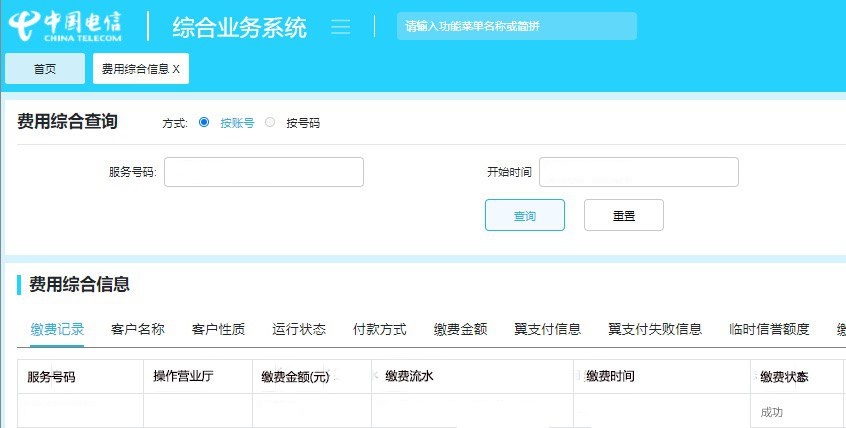 中国电信 CHINA TELECOM 综合业务系统 请输入功能菜单名称或简拼
首页 费用综合信息 X
费用综合查询 方式: 按账号 按号码
服务号码: 开始时间
查询 重置
费用综合信息
缴费记录 客户名称 客户性质 运行状态 付款方式 缴费金额 翼支付信息 翼支付失败信息 临时信誉额度
服务号码 操作营业厅 缴费金额(元) 缴费流水 缴费时间 缴费状态
成功